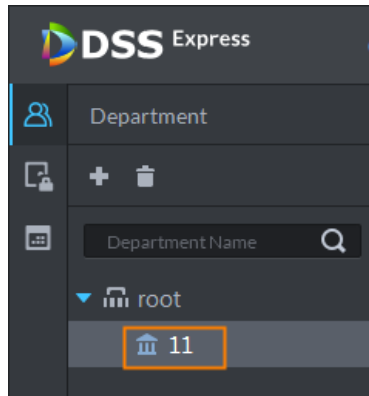 DSS Express
Department
Department Name
root
11